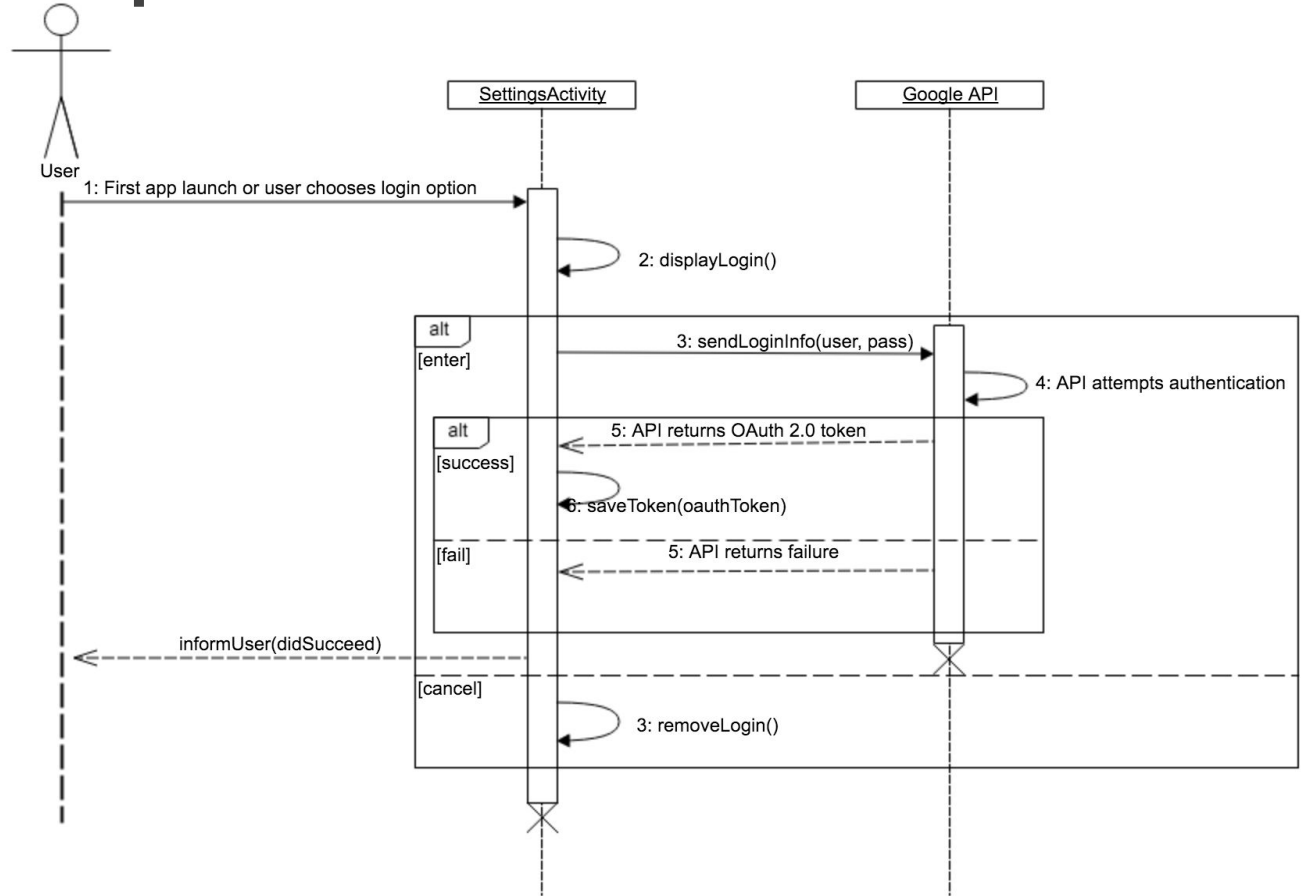 SettingsActivity
Google API
User
1: First app launch or user chooses login option
2: displayLogin()
alt
3: sendLoginInfo(user, pass)
[enter]
4: API attempts authentication
alt
5: API returns OAuth 2.0 token
[success]
6: saveToken(oauthToken)
[fail]
5: API returns failure
informUser(didSucceed)
[cancel]
3: removeLogin()